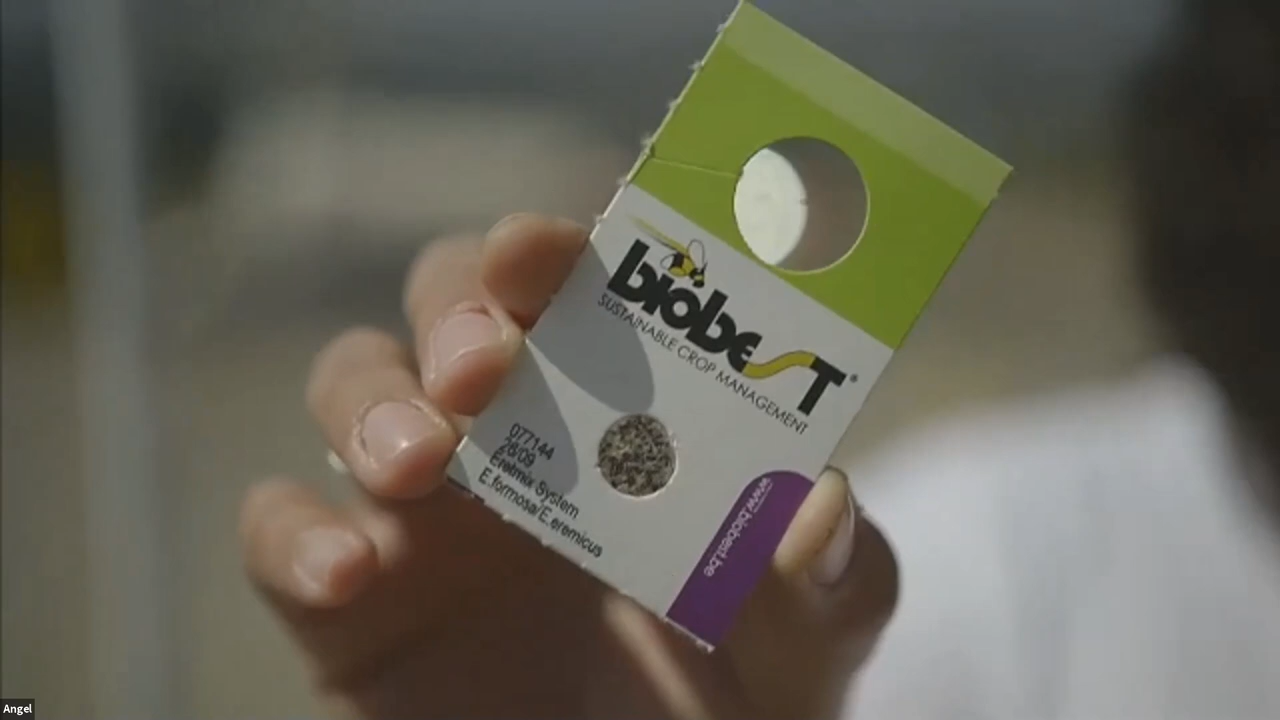 biobest®
SUSTAINABLE CROP MANAGEMENT
077144
26/09
Eretmix System
E.formosa/E.eremicus
www.biobest.be
Angel